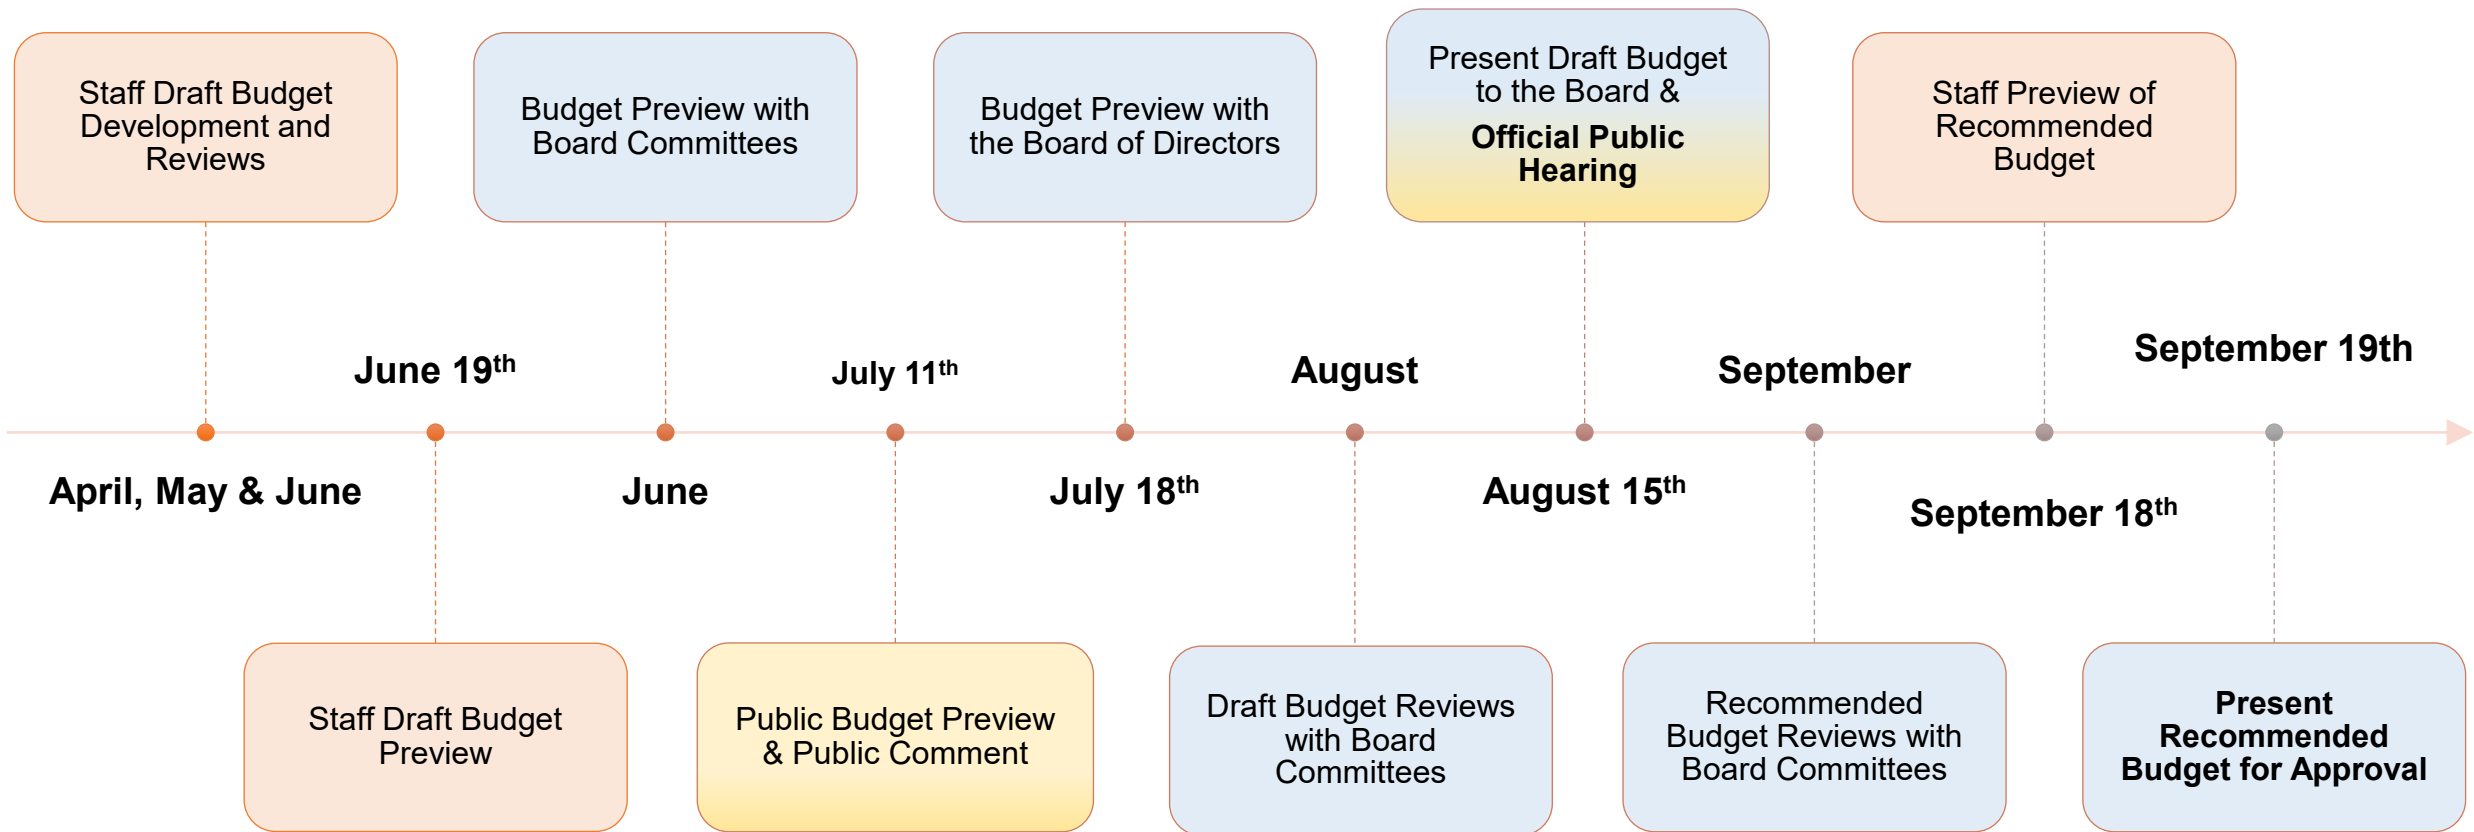 Staff Draft Budget
Development and
Reviews
Budget Preview with
Board Committees
Budget Preview with
the Board of Directors
Present Draft Budget
to the Board &
Official Public
Hearing
Staff Preview of
Recommended
Budget
June 19th
July 11th
August
September
September 19th
April, May & June
June
July 18th
August 15th
September 18th
Staff Draft Budget
Preview
Public Budget Preview
& Public Comment
Draft Budget Reviews
with Board
Committees
Recommended
Budget Reviews with
Board Committees
Present
Recommended
Budget for Approval